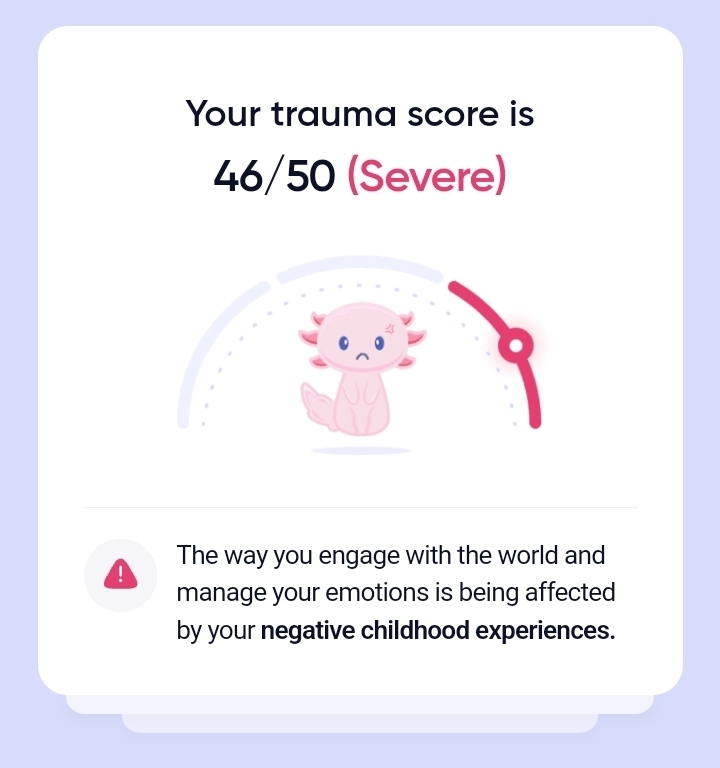 Your trauma score is
46/50 (Severe)
The way you engage with the world and
manage your emotions is being affected
by your negative childhood experiences.